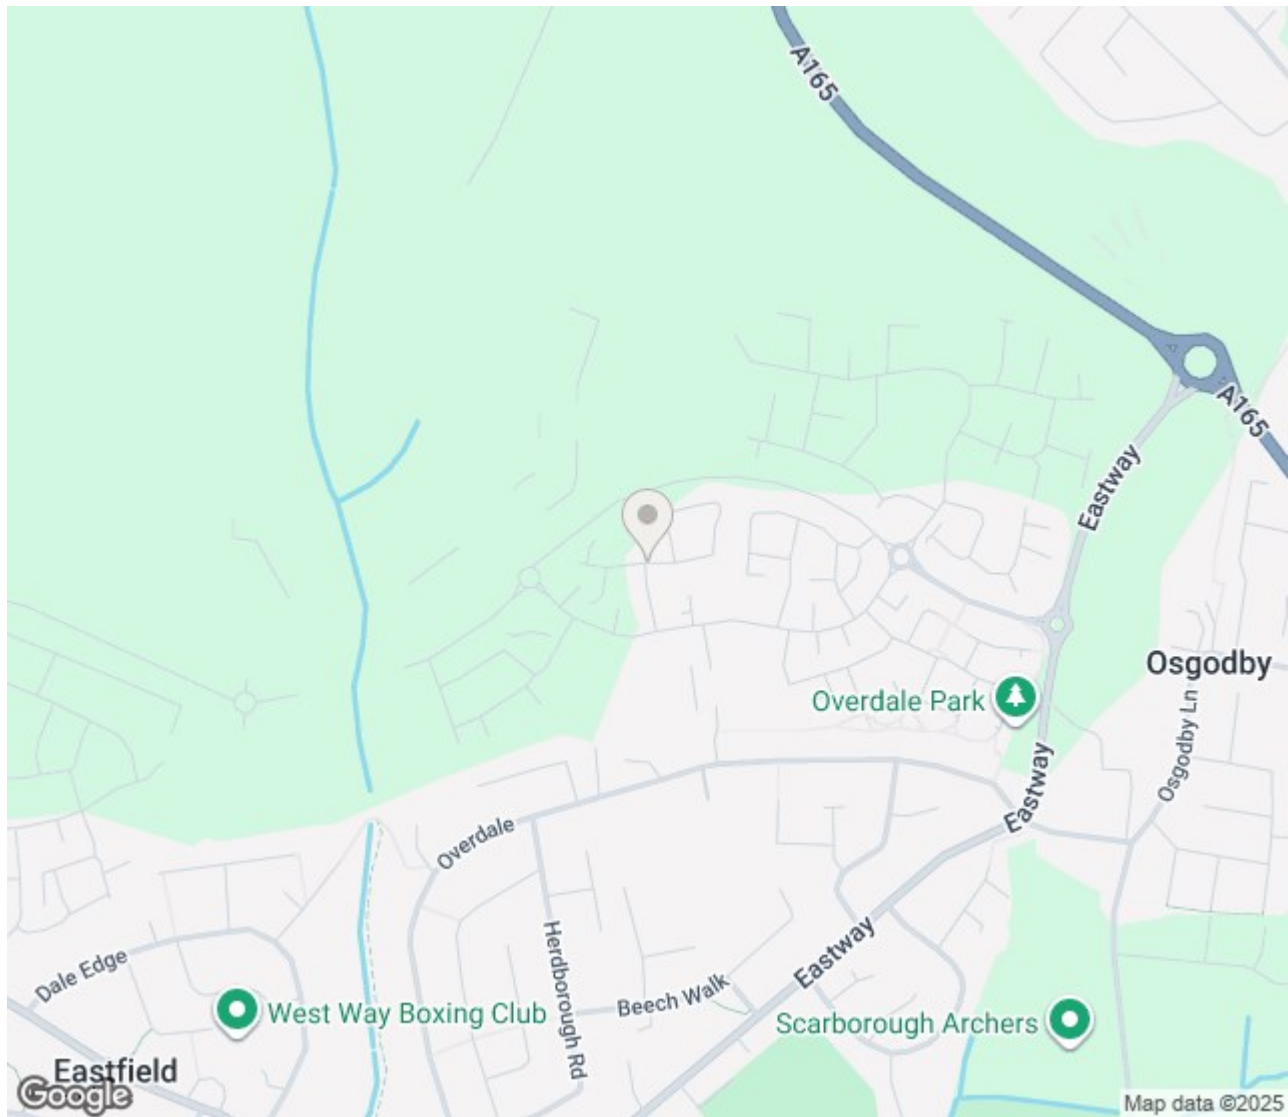 A165
A165
Eastway
Osgodby
Overdale Park
Osgodby Ln
Eastway
Overdale
Eastway
Herdborough Rd
Dale Edge
Beech Walk
West Way Boxing Club
Scarborough Archers
Eastfield
Google
Map data ©2025